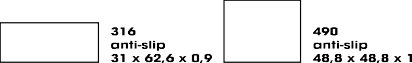 316
anti-slip
31 x 62,6 x 0,9
490
anti-slip
48,8 x 48,8 x 1